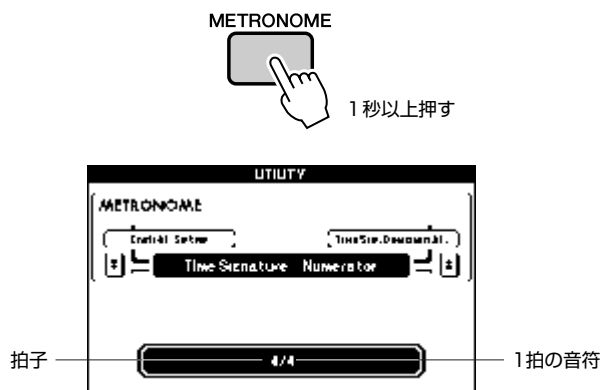 METRONOME
1秒以上押す
UTILITY
METRONOME
Time Signature - Numerator
拍子
4/4
1拍の音符